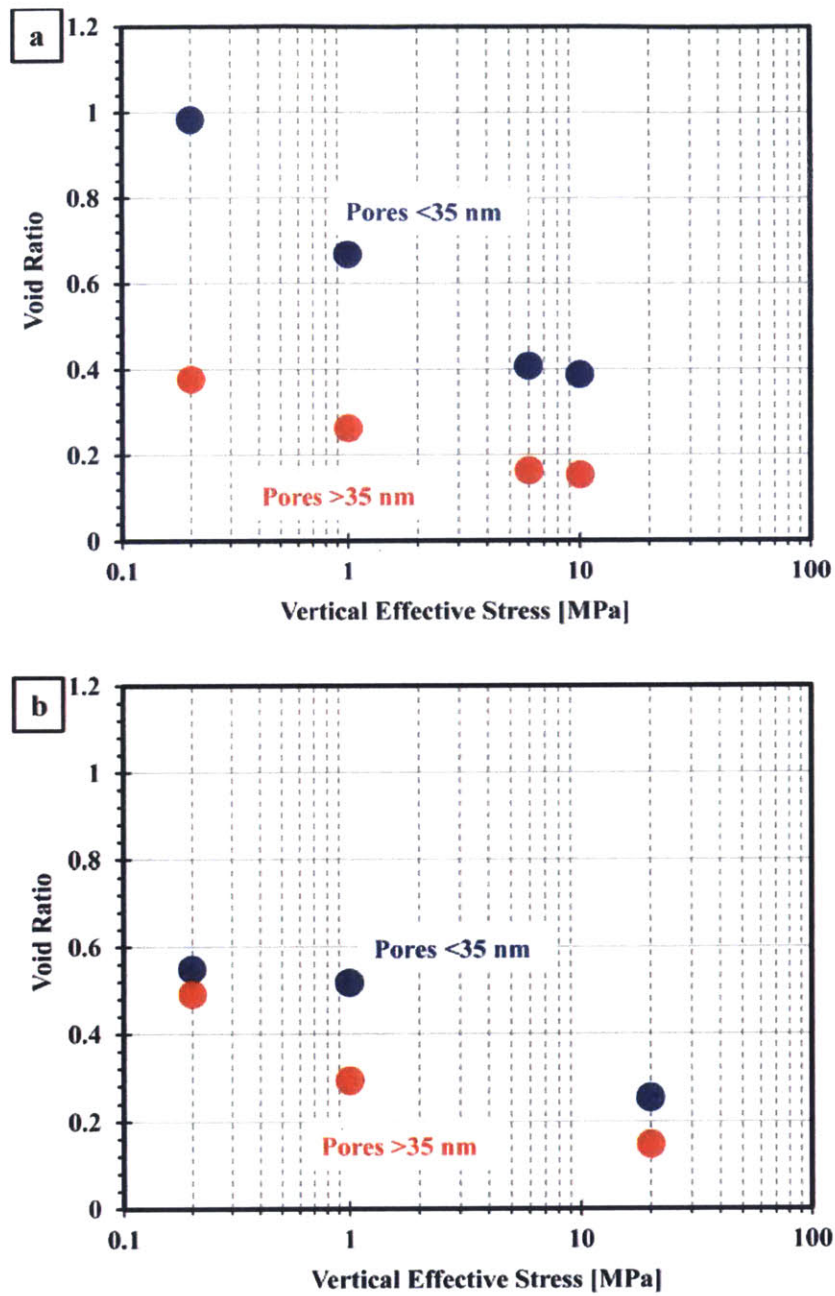 a
1.2
1
0.8
0.6
0.4
0.2
0
Void Ratio
Pores <35 nm
Pores >35 nm
0.1 1 10 100
Vertical Effective Stress [MPa]
b
1.2
1
0.8
0.6
0.4
0.2
0
Void Ratio
Pores <35 nm
Pores >35 nm
0.1 1 10 100
Vertical Effective Stress [MPa]